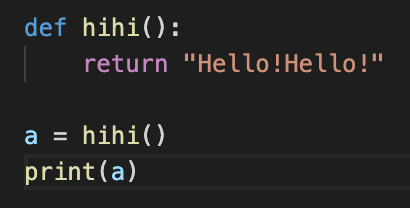 def hihi():
    return "Hello!Hello!"
a = hihi()
print(a)